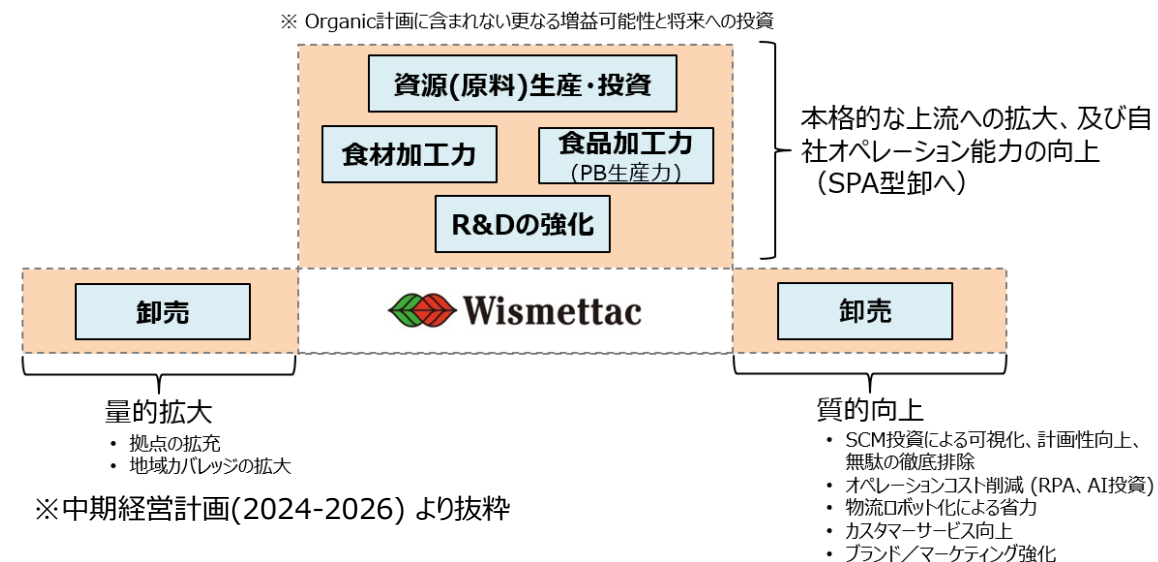 ※ Organic計画に含まれない更なる増益可能性と将来への投資
資源(原料)生産・投資
食材加工力
食品加工力
(PB生産力)
R&Dの強化
本格的な上流への拡大、及び自
社オペレーション能力の向上
（SPA型卸へ）
卸売
Wismettac
卸売
量的拡大
• 拠点の拡充
• 地域カバレッジの拡大
※中期経営計画(2024-2026) より抜粋
質的向上
• SCM投資による可視化、計画性向上、
無駄の徹底排除
• オペレーションコスト削減 (RPA、AI投資)
• 物流ロボット化による省力
• カスタマーサービス向上
• ブランド／マーケティング強化